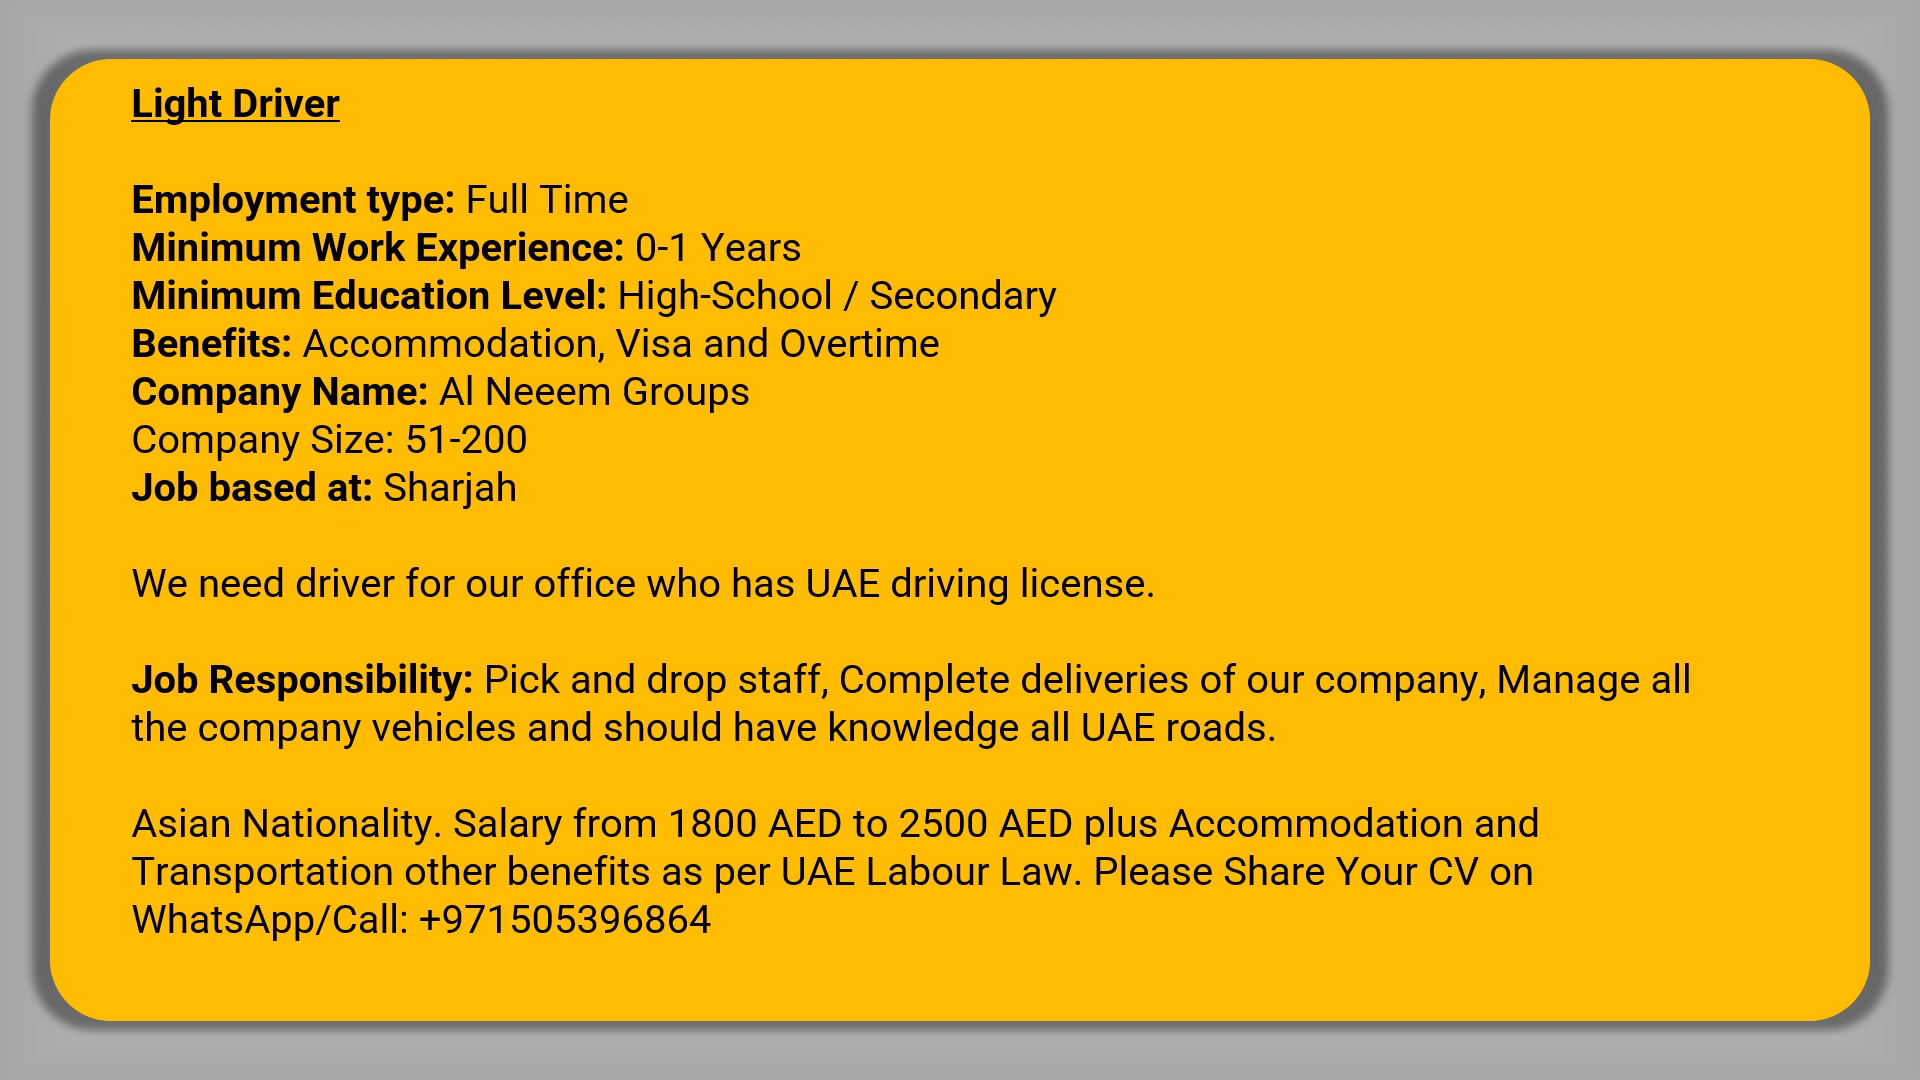 Light Driver
Employment type: Full Time
Minimum Work Experience: 0-1 Years
Minimum Education Level: High-School / Secondary
Benefits: Accommodation, Visa and Overtime
Company Name: Al Neeem Groups
Company Size: 51-200
Job based at: Sharjah
We need driver for our office who has UAE driving license.
Job Responsibility: Pick and drop staff, Complete deliveries of our company, Manage all
the company vehicles and should have knowledge all UAE roads.
Asian Nationality. Salary from 1800 AED to 2500 AED plus Accommodation and
Transportation other benefits as per UAE Labour Law. Please Share Your CV on
WhatsApp/Call: +971505396864